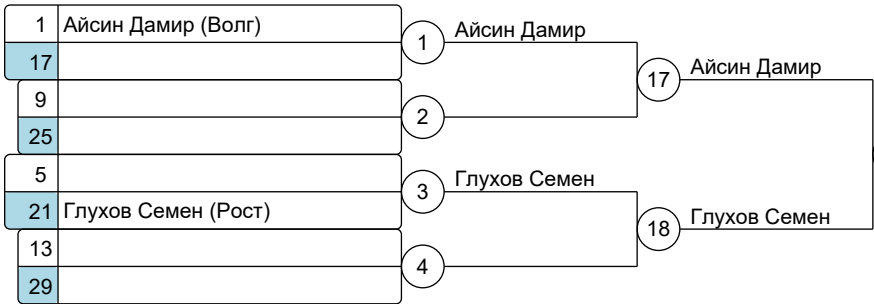 1 Айсин Дамир (Волг)
17
1 Айсин Дамир
9
25
2
17 Айсин Дамир
5
21 Глухов Семен (Рост)
3 Глухов Семен
13
29
4
18 Глухов Семен